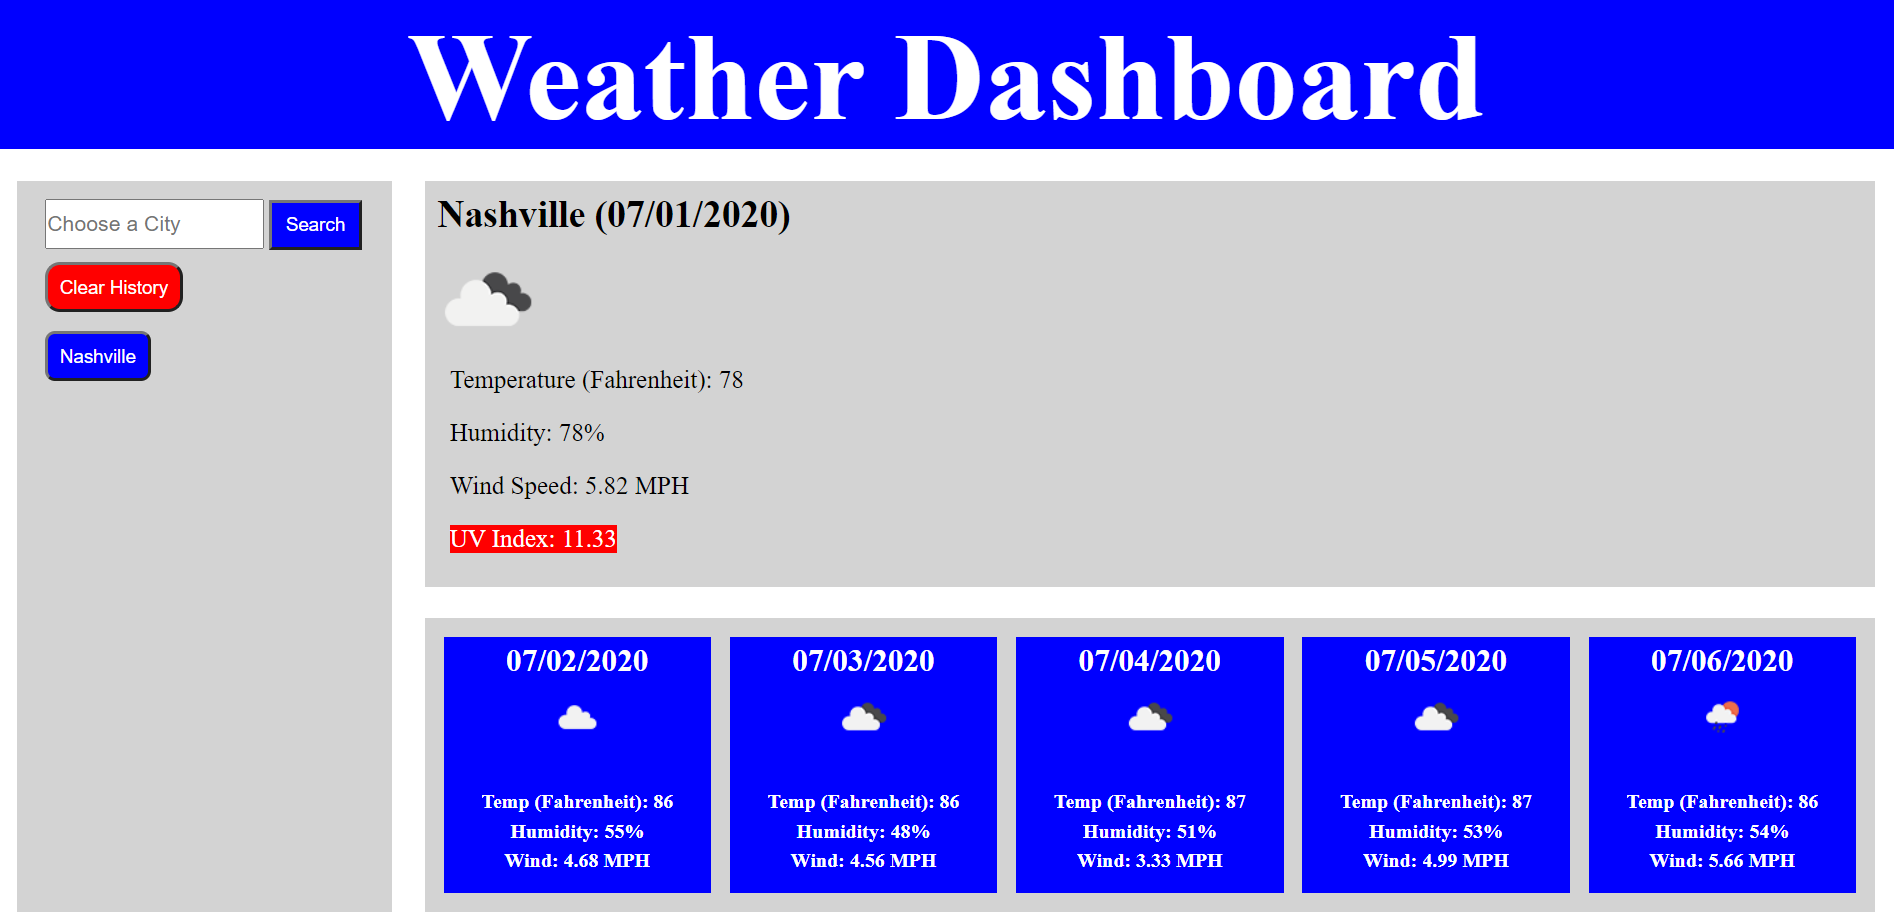 Weather Dashboard
Choose a City
Search
Clear History
Nashville
Nashville (07/01/2020)
Temperature (Fahrenheit): 78
Humidity: 78%
Wind Speed: 5.82 MPH
UV Index: 11.33
07/02/2020
Temp (Fahrenheit): 86
Humidity: 55%
Wind: 4.68 MPH
07/03/2020
Temp (Fahrenheit): 86
Humidity: 48%
Wind: 4.56 MPH
07/04/2020
Temp (Fahrenheit): 87
Humidity: 51%
Wind: 3.33 MPH
07/05/2020
Temp (Fahrenheit): 87
Humidity: 53%
Wind: 4.99 MPH
07/06/2020
Temp (Fahrenheit): 86
Humidity: 54%
Wind: 5.66 MPH